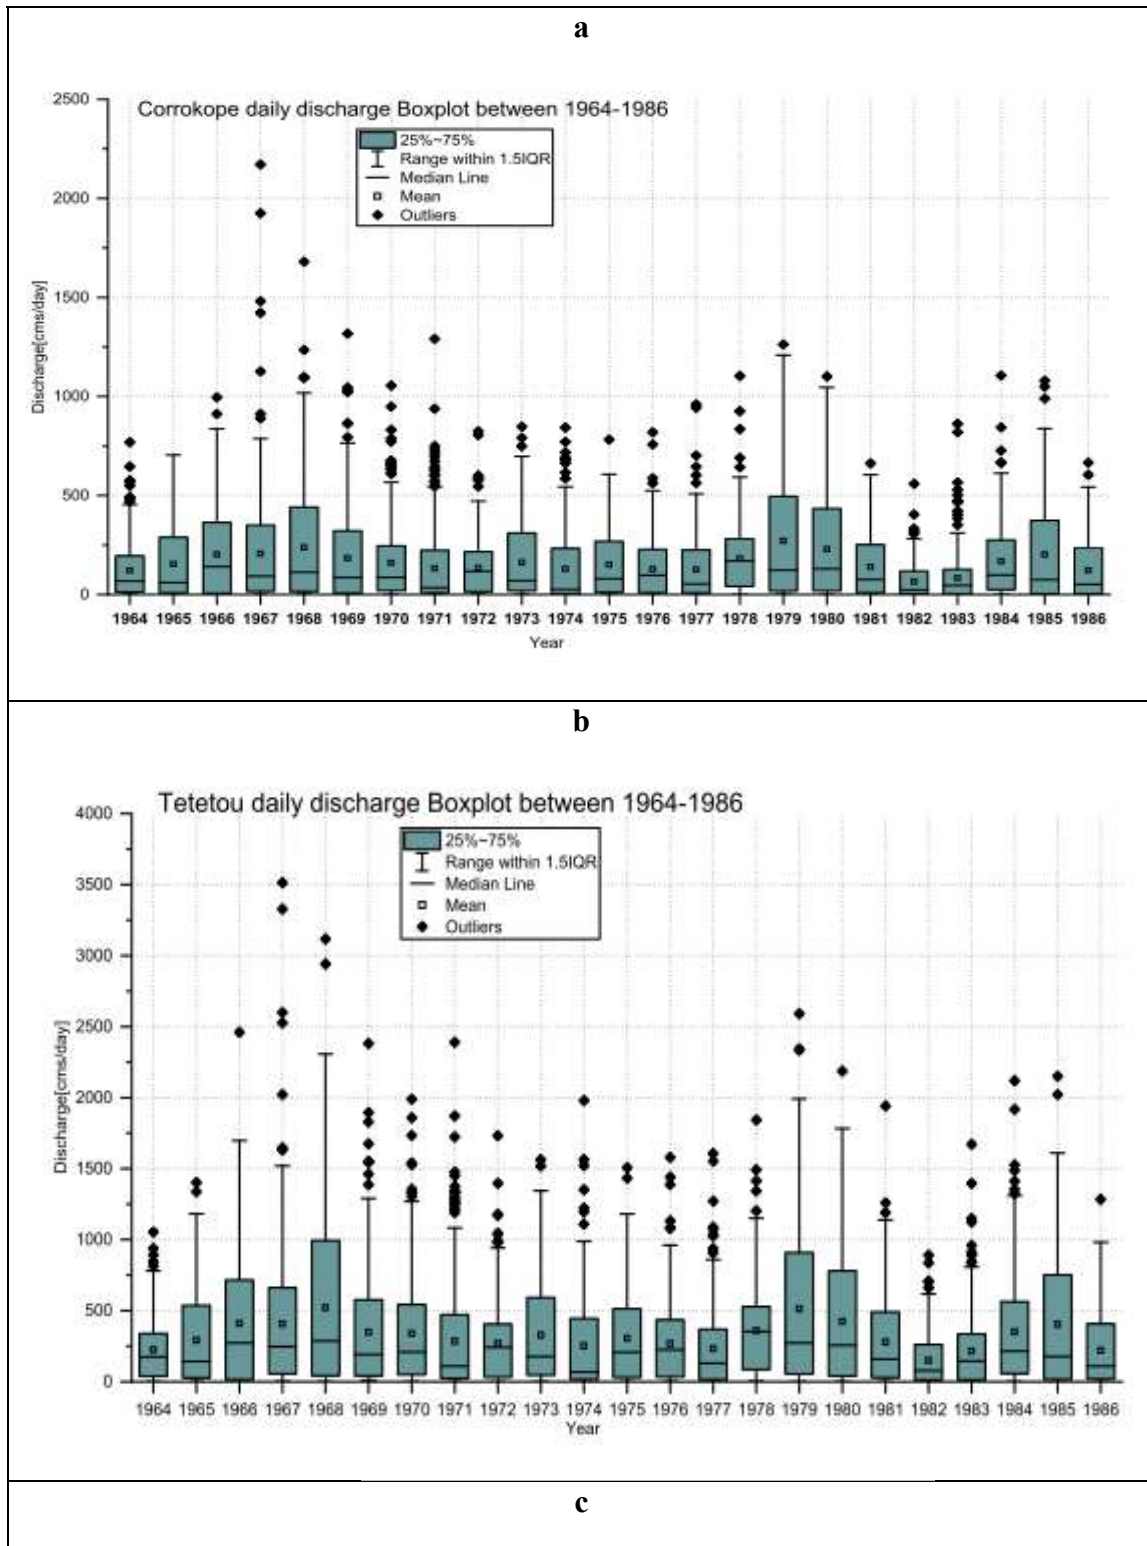 a
Corrokope daily discharge Boxplot between 1964-1986
25%~75%
Range within 1.5IQR
Median Line
Mean
Outliers
2500
2000
1500
1000
500
0
Discharge[cms/day]
1964 1965 1966 1967 1968 1969 1970 1971 1972 1973 1974 1975 1976 1977 1978 1979 1980 1981 1982 1983 1984 1985 1986
Year
b
Tetetou daily discharge Boxplot between 1964-1986
25%~75%
Range within 1.5IQR
Median Line
Mean
Outliers
4000
3500
3000
2500
2000
1500
1000
500
0
Discharge[cms/day]
1964 1965 1966 1967 1968 1969 1970 1971 1972 1973 1974 1975 1976 1977 1978 1979 1980 1981 1982 1983 1984 1985 1986
Year
c